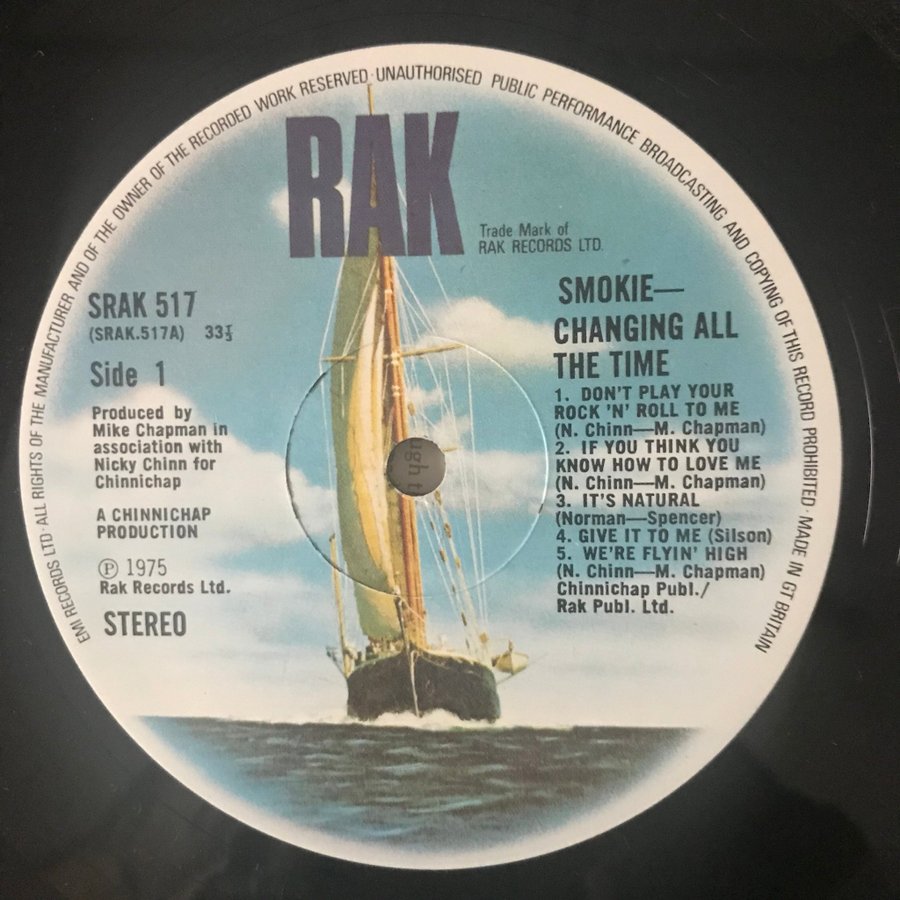 EMI RECORDS LTD · ALL RIGHTS OF THE MANUFACTURER AND OF THE OWNER OF THE RECORDED WORK RESERVED · UNAUTHORISED PUBLIC PERFORMANCE BROADCASTING AND COPYING OF THIS RECORD PROHIBITED · MADE IN GT BRITAIN
RAK
Trade Mark of
RAK RECORDS LTD.
SRAK 517
(SRAK.517A) 33⅓
Side 1
Produced by
Mike Chapman in
association with
Nicky Chinn for
Chinnichap
A CHINNICHAP
PRODUCTION
Ⓟ 1975
Rak Records Ltd.
STEREO
SMOKIE—
CHANGING ALL
THE TIME
1. DON'T PLAY YOUR
ROCK 'N' ROLL TO ME
(N. Chinn—M. Chapman)
2. IF YOU THINK YOU
KNOW HOW TO LOVE ME
(N. Chinn—M. Chapman)
3. IT'S NATURAL
(Norman—Spencer)
4. GIVE IT TO ME (Silson)
5. WE'RE FLYIN' HIGH
(N. Chinn—M. Chapman)
Chinnichap Publ./
Rak Publ. Ltd.